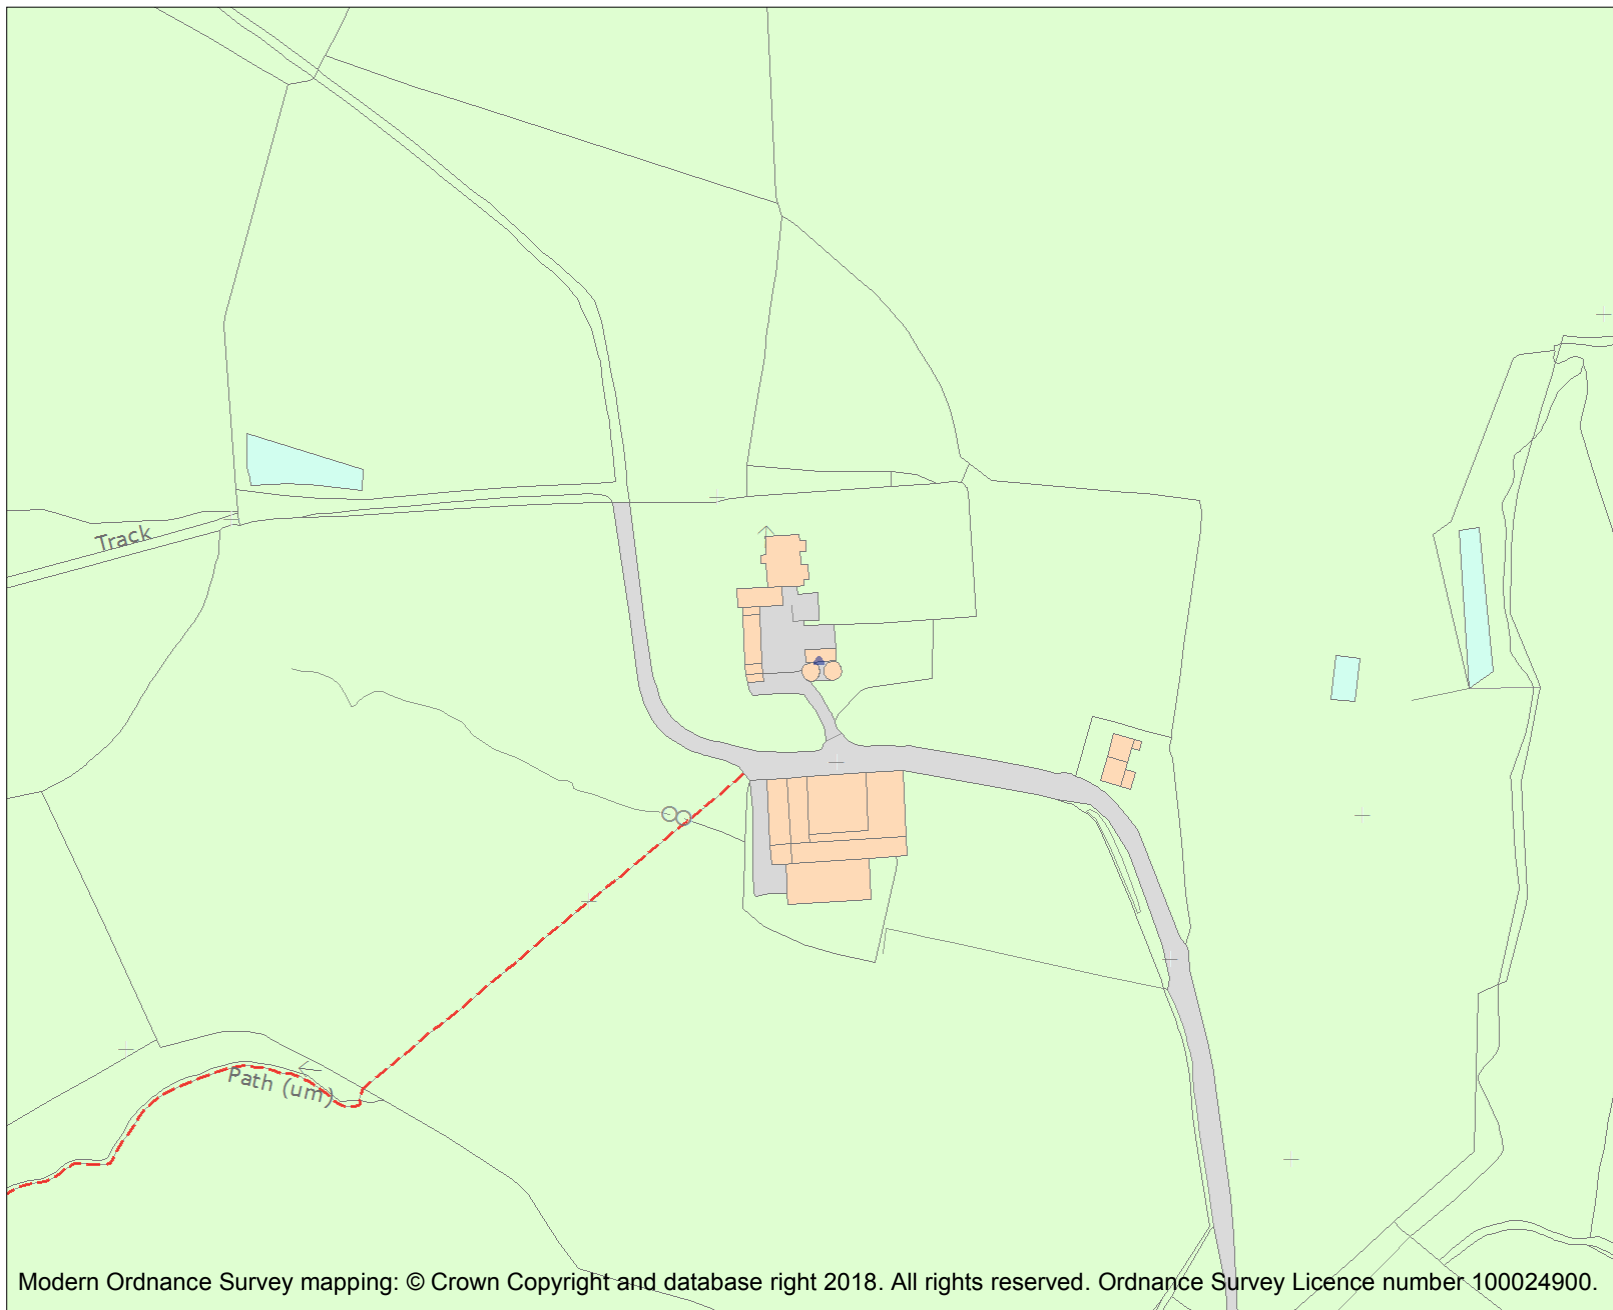 Track
Path (um)
Modern Ordnance Survey mapping: © Crown Copyright and database right 2018. All rights reserved. Ordnance Survey Licence number 100024900.